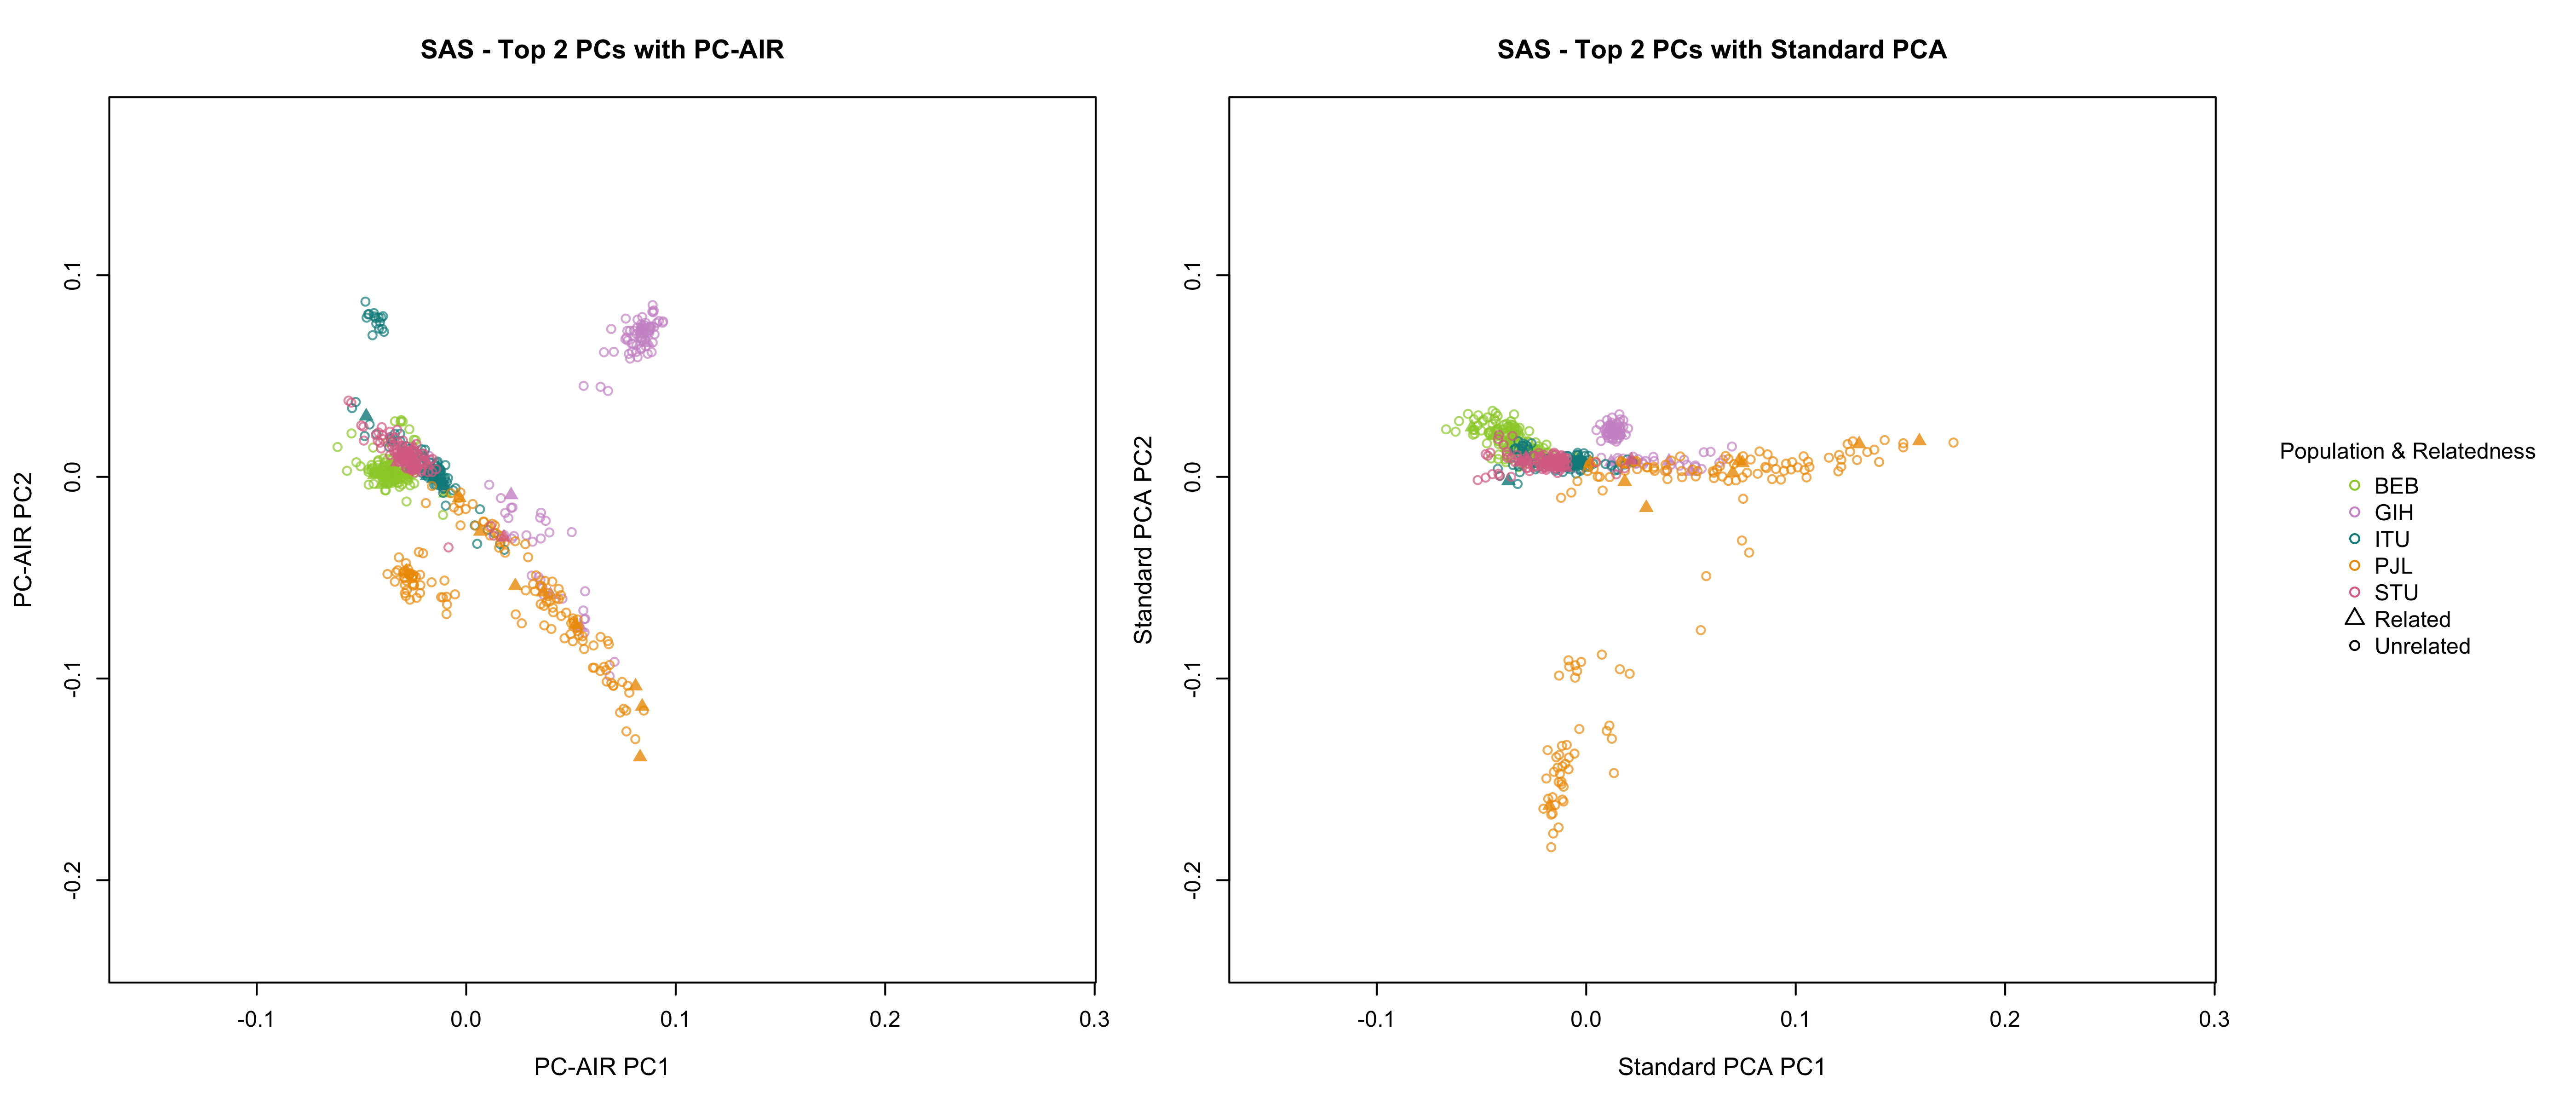 SAS - Top 2 PCs with PC-AIR
0.1
0.0
-0.1
-0.2
PC-AIR PC2
-0.1
0.0
0.1
0.2
0.3
PC-AIR PC1
SAS - Top 2 PCs with Standard PCA
0.1
0.0
-0.1
-0.2
Standard PCA PC2
-0.1
0.0
0.1
0.2
0.3
Standard PCA PC1
Population & Relatedness
BEB
GIH
ITU
PJL
STU
Related
Unrelated